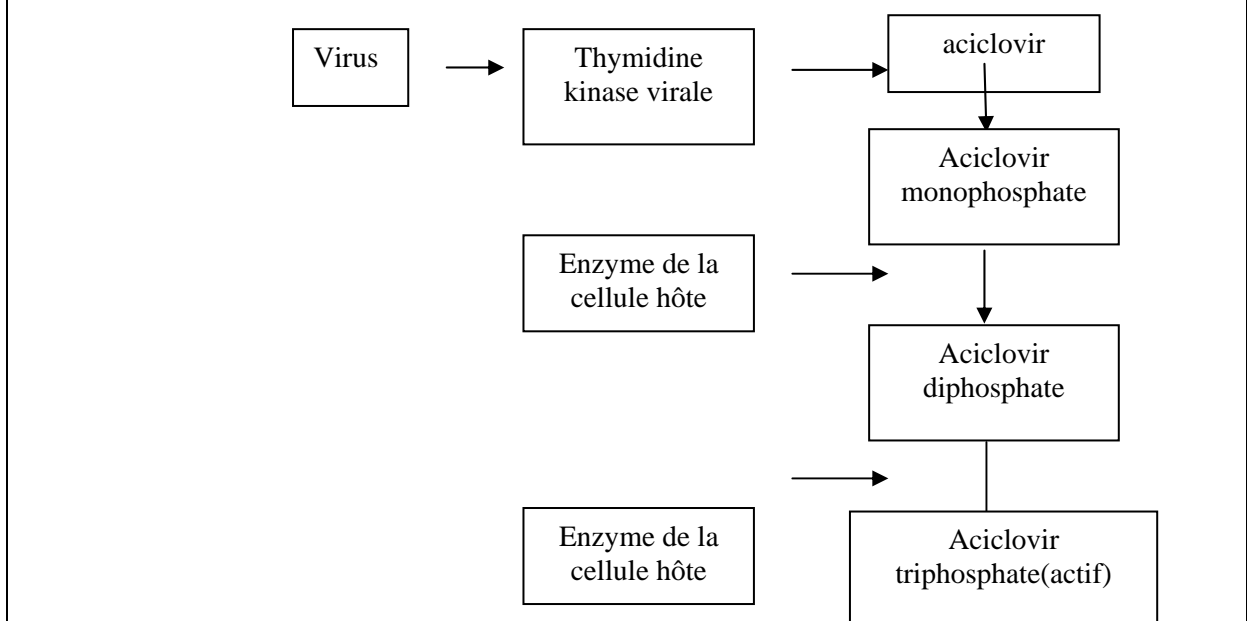 Virus
Thymidine
kinase virale
aciclovir
Aciclovir
monophosphate
Enzyme de la
cellule hôte
Aciclovir
diphosphate
Enzyme de la
cellule hôte
Aciclovir
triphosphate(actif)